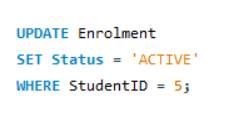 UPDATE Enrolment
SET Status = 'ACTIVE'
WHERE StudentID = 5;